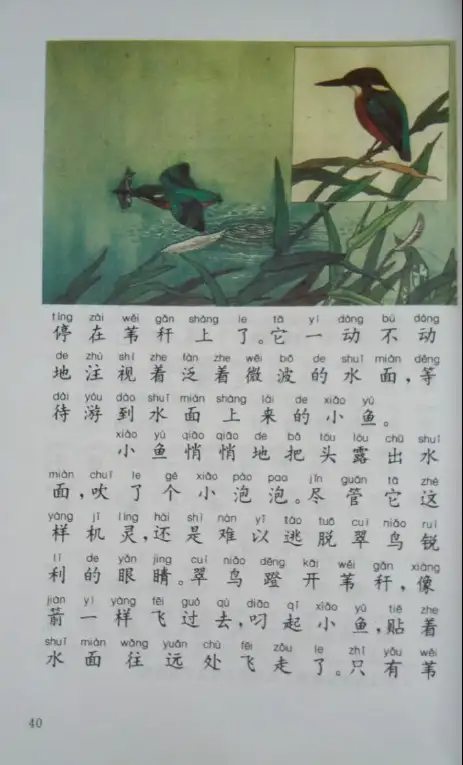 tíng zài wěi gǎn shàng le tā yí dòng bú dòng
停在苇秆上了。它一动不动
de zhù shì zhe fàn zhe wēi bō de shuǐ miàn děng
地注视着泛着微波的水面,等
dài yóu dào shuǐ miàn shàng lái de xiǎo yú
待游到水面上来的小鱼。
xiǎo yú qiāo qiāo de bǎ tóu lòu chū shuǐ
小鱼悄悄地把头露出水
miàn chuī le gè xiǎo pào pao jǐn guǎn tā zhè
面,吹了个小泡泡。尽管它这
yàng jī líng hái shì nán yǐ táo tuō cuì niǎo ruì
样机灵,还是难以逃脱翠鸟锐
lì de yǎn jing cuì niǎo dēng kāi wěi gǎn xiàng
利的眼睛。翠鸟蹬开苇秆,像
jiàn yí yàng fēi guò qù diāo qǐ xiǎo yú tiē zhe
箭一样飞过去,叼起小鱼,贴着
shuǐ miàn wǎng yuǎn chù fēi zǒu le zhǐ yǒu wěi
水面往远处飞走了。只有苇
40